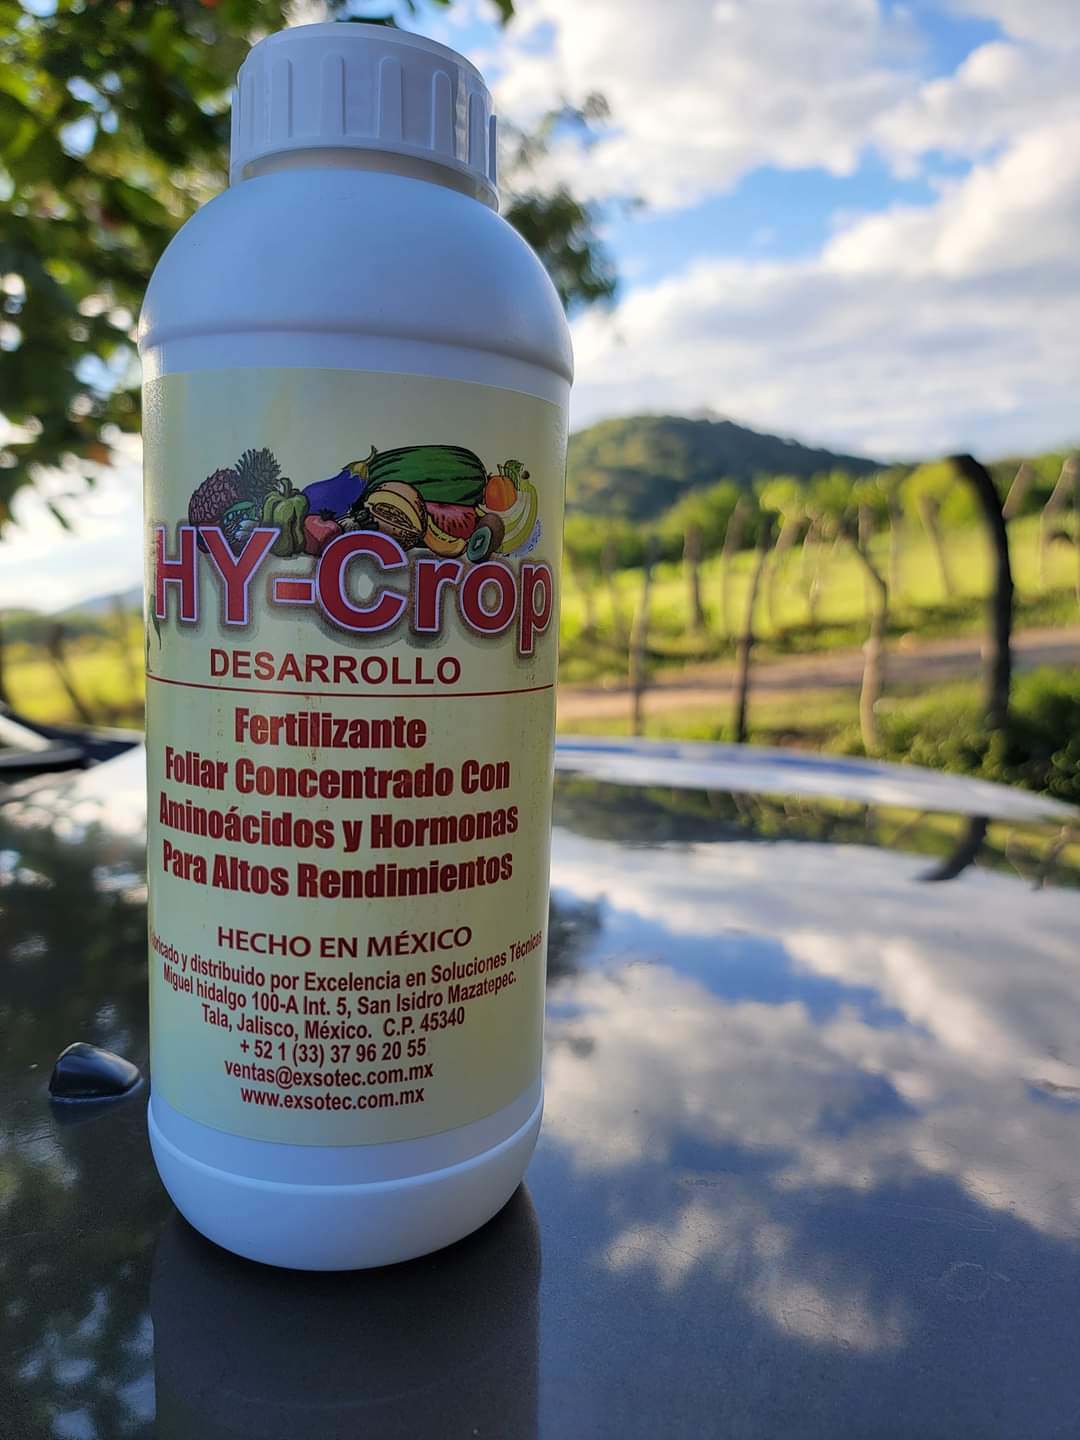 HY-Crop
DESARROLLO
Fertilizante
Foliar Concentrado Con
Aminoácidos y Hormonas
Para Altos Rendimientos
HECHO EN MÉXICO
y distribuido por Excelencia en Soluciones Técnicas
Miguel hidalgo 100-A Int. 5, San Isidro Mazatepec.
Tala, Jalisco, México. C.P. 45340
+ 52 1 (33) 37 96 20 55
ventas@exsotec.com.mx
www.exsotec.com.mx